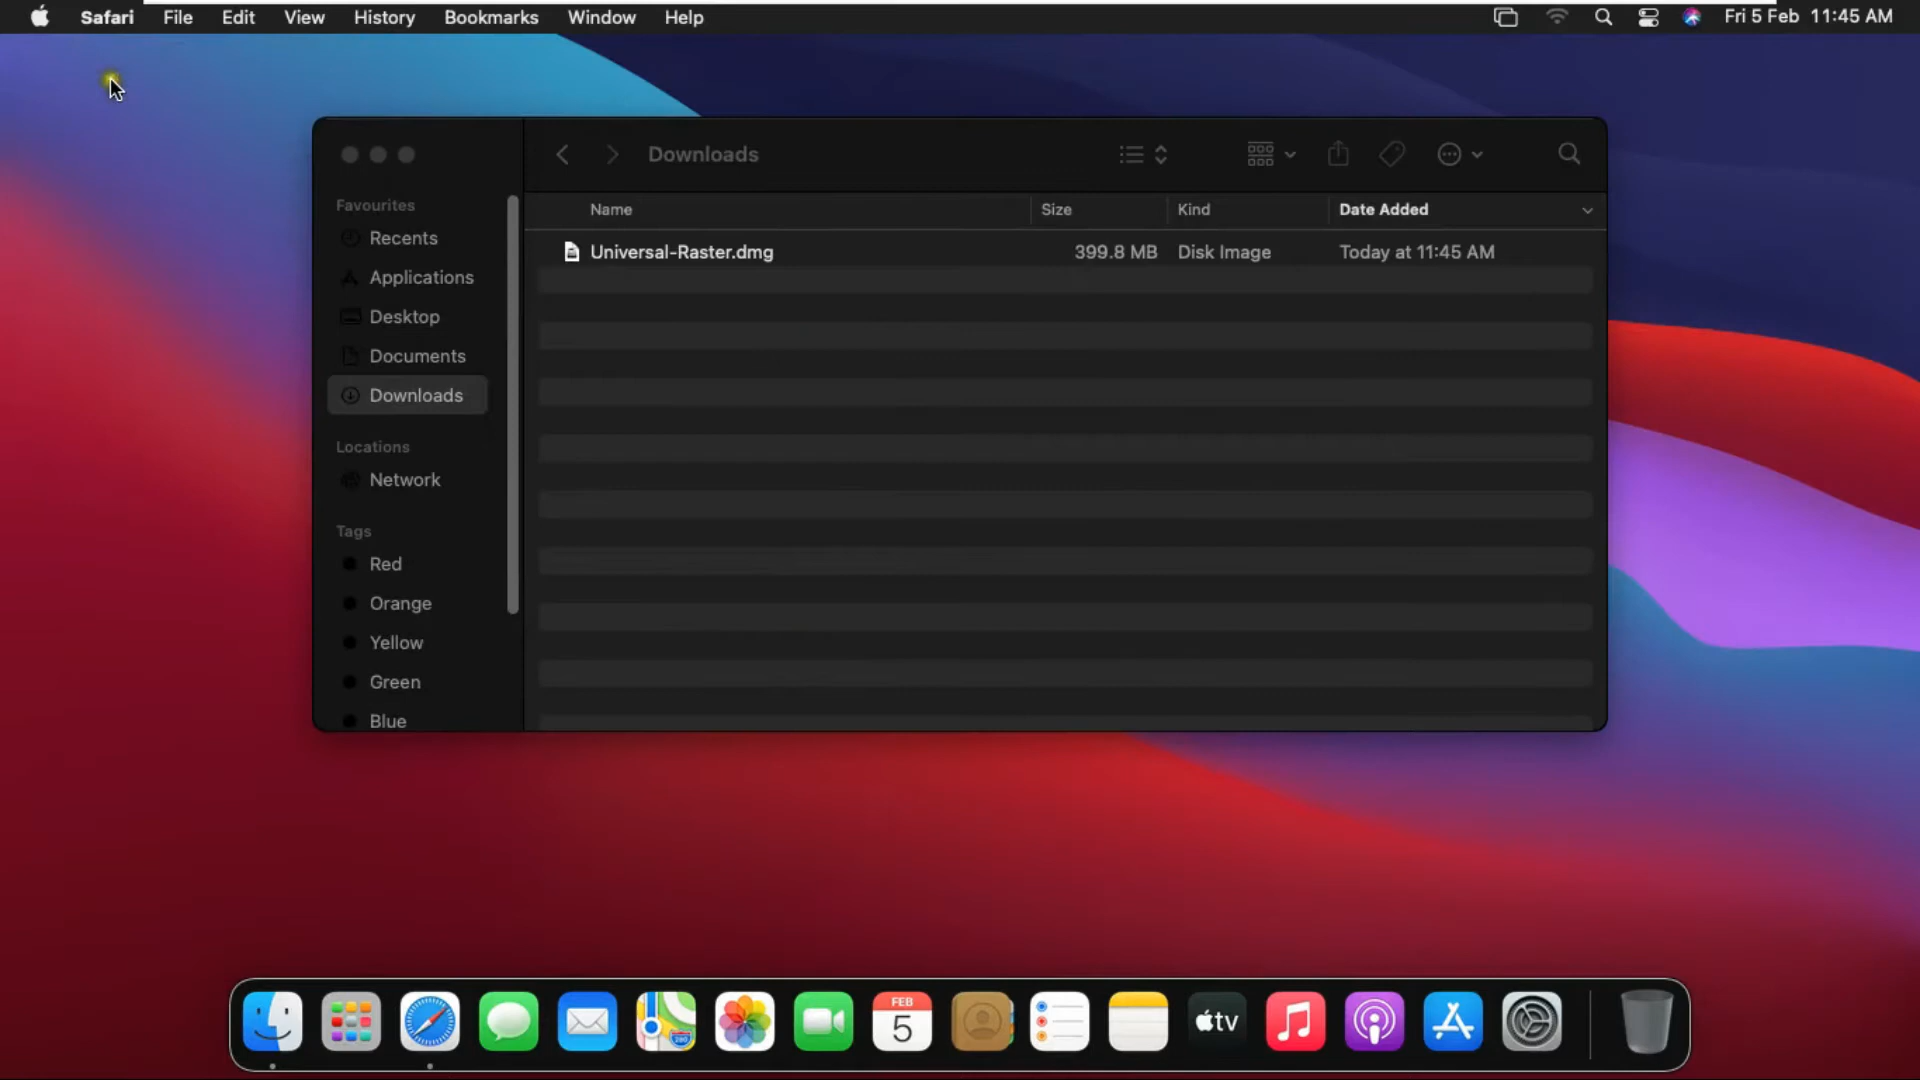 Safari File Edit View History Bookmarks Window Help Fri 5 Feb 11:45 AM
Downloads
Favourites
Recents
Applications
Desktop
Documents
Downloads
Locations
Network
Tags
Red
Orange
Yellow
Green
Blue
Name Size Kind Date Added
Universal-Raster.dmg 399.8 MB Disk Image Today at 11:45 AM
280
FEB
5
tv